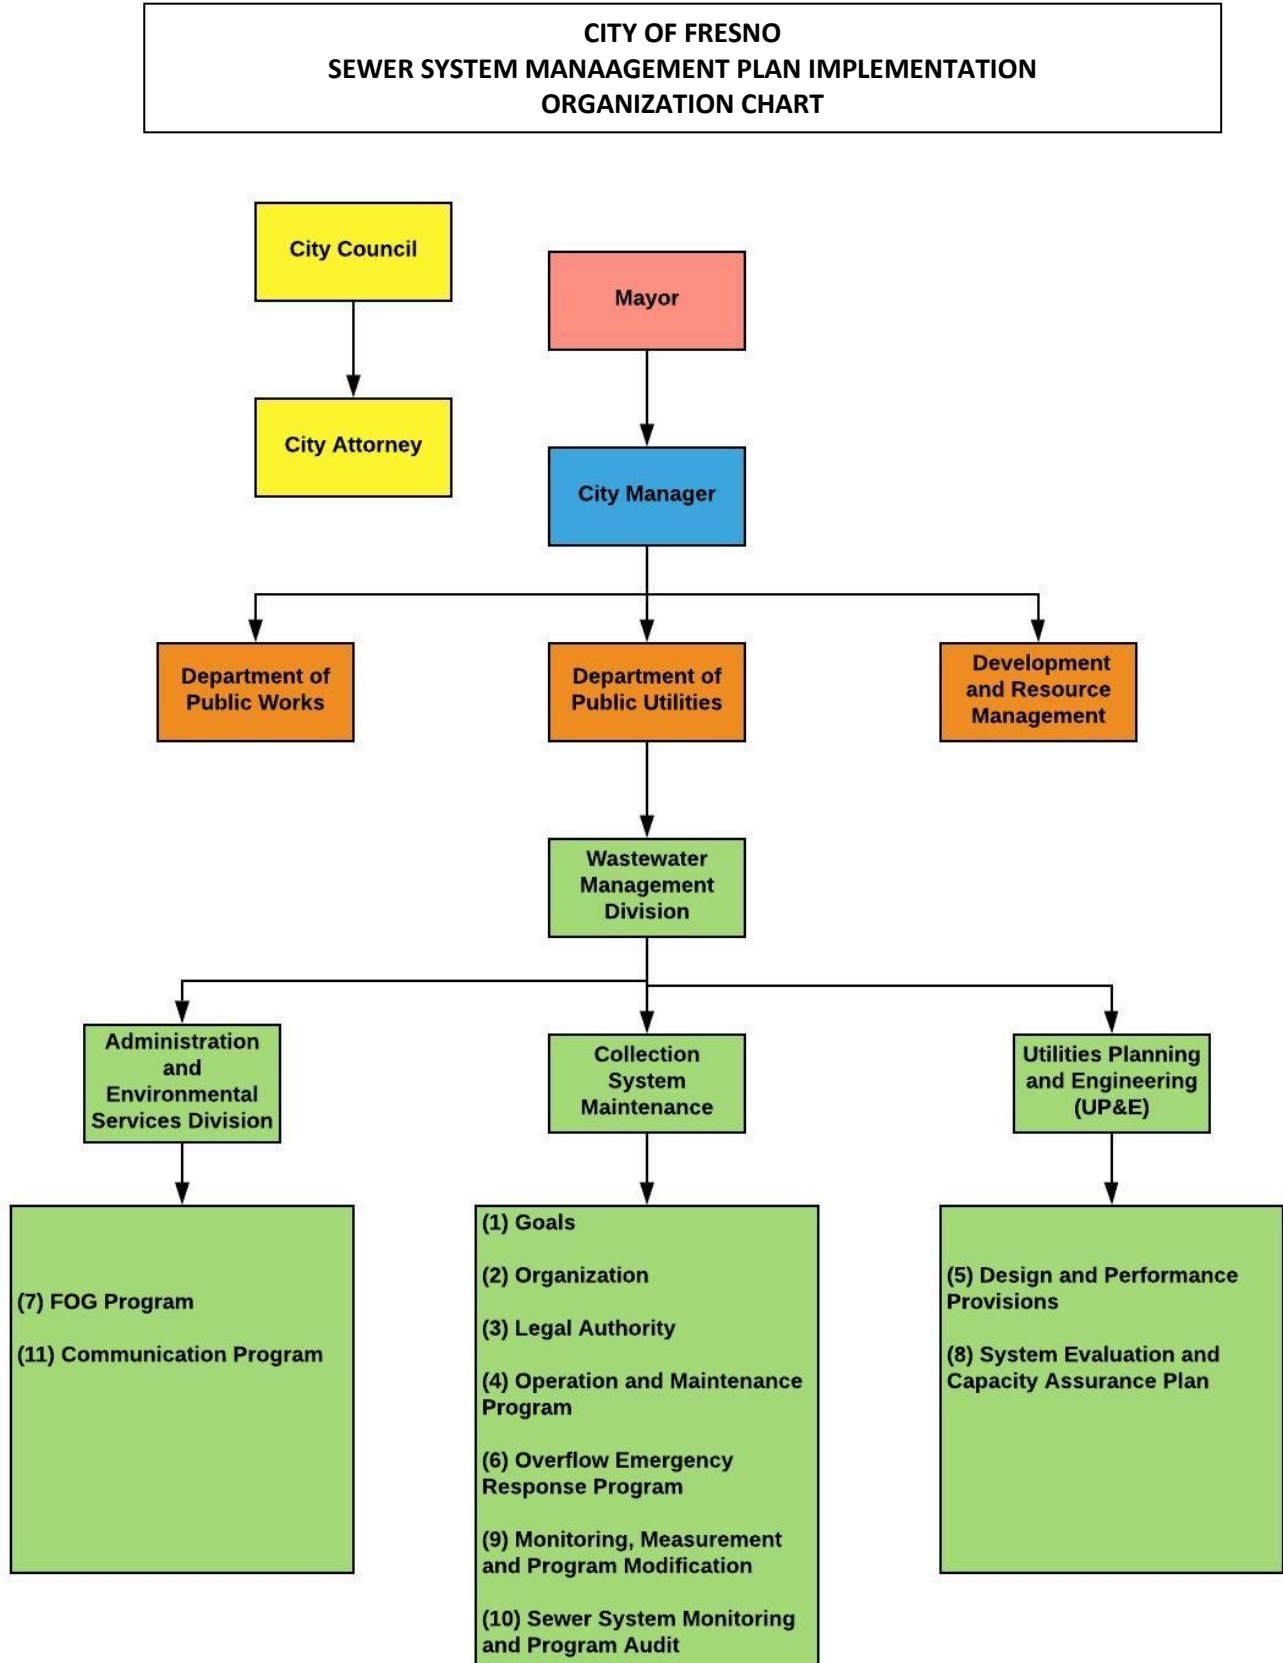 CITY OF FRESNO
SEWER SYSTEM MANAAGEMENT PLAN IMPLEMENTATION
ORGANIZATION CHART
City Council
Mayor
City Attorney
City Manager
Department of
Public Works
Department of
Public Utilities
Development
and Resource
Management
Wastewater
Management
Division
Administration
and
Environmental
Services Division
Collection
System
Maintenance
Utilities Planning
and Engineering
(UP&E)
(7) FOG Program
(11) Communication Program
(1) Goals
(2) Organization
(3) Legal Authority
(4) Operation and Maintenance
Program
(6) Overflow Emergency
Response Program
(9) Monitoring, Measurement
and Program Modification
(10) Sewer System Monitoring
and Program Audit
(5) Design and Performance
Provisions
(8) System Evaluation and
Capacity Assurance Plan